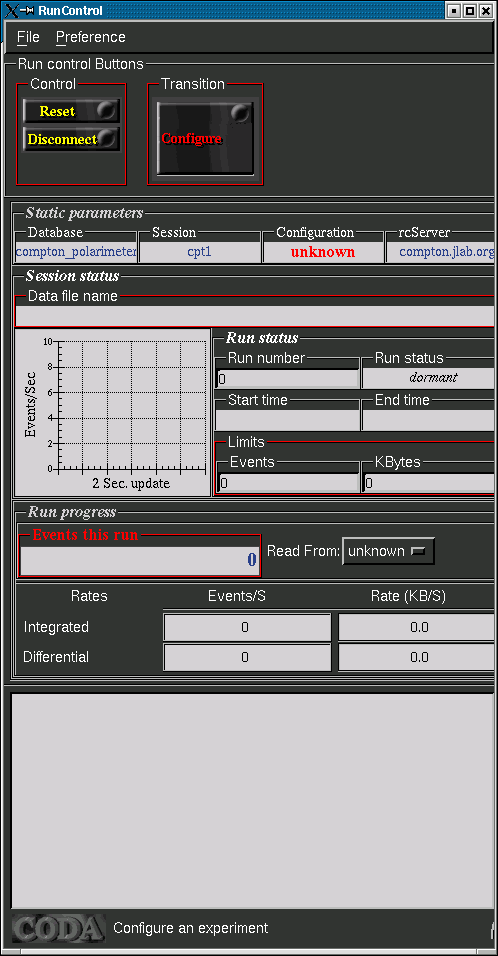 RunControl
File Preference
Run control Buttons
Control Transition
Reset
Disconnect Configure
Static parameters
Database Session Configuration rcServer
compton_polarimeter cpt1 unknown compton.jlab.org
Session status
Data file name
Run status
Run number Run status
0 dormant
Start time End time
Limits
Events KBytes
0 0
10
8
6
4
2
0
Events/Sec
2 Sec. update
Run progress
Events this run
0 Read From: unknown
Rates Events/S Rate (KB/S)
Integrated 0 0.0
Differential 0 0.0
CODA Configure an experiment